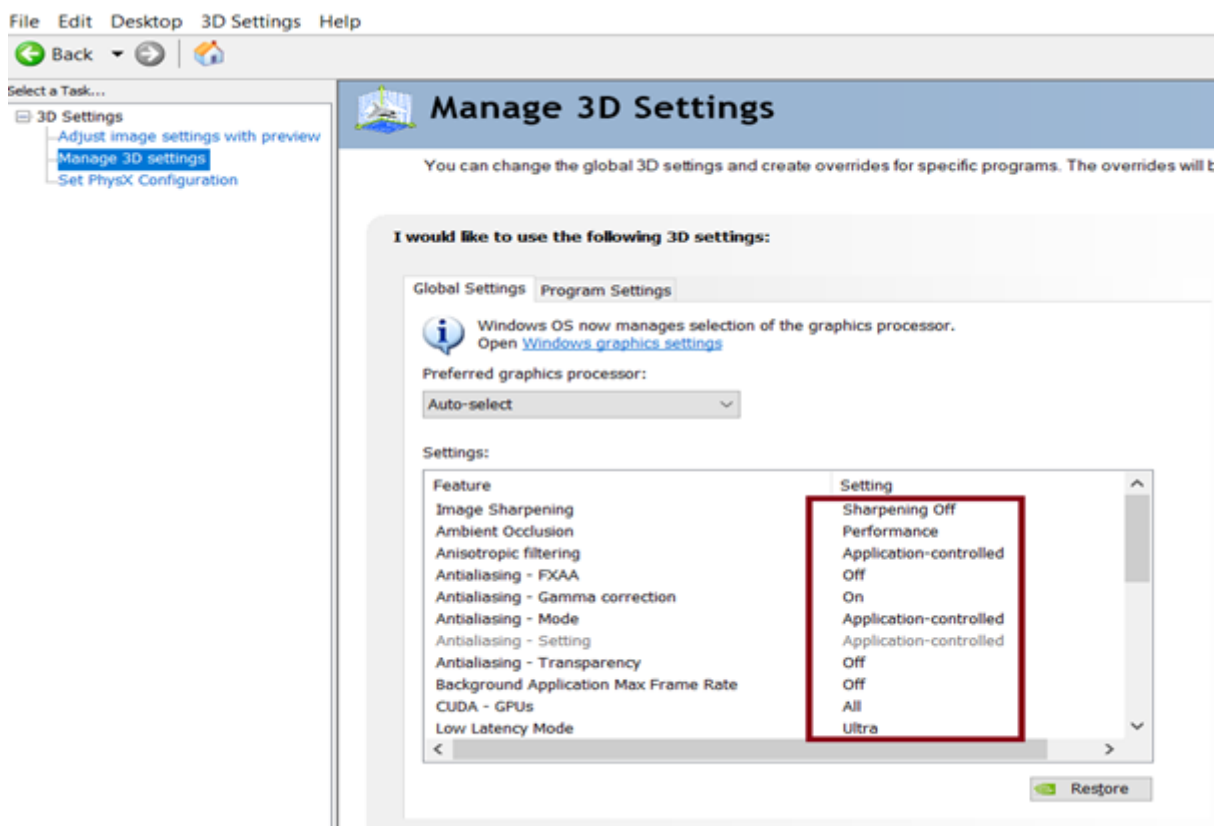 File Edit Desktop 3D Settings Help
Back
Select a Task...
3D Settings
Adjust image settings with preview
Manage 3D settings
Set PhysX Configuration
Manage 3D Settings
You can change the global 3D settings and create overrides for specific programs. The overrides will b
I would like to use the following 3D settings:
Global Settings Program Settings
Windows OS now manages selection of the graphics processor.
Open Windows graphics settings
Preferred graphics processor:
Auto-select
Settings:
Feature Setting
Image Sharpening Sharpening Off
Ambient Occlusion Performance
Anisotropic filtering Application-controlled
Antialiasing - FXAA Off
Antialiasing - Gamma correction On
Antialiasing - Mode Application-controlled
Antialiasing - Setting Application-controlled
Antialiasing - Transparency Off
Background Application Max Frame Rate Off
CUDA - GPUs All
Low Latency Mode Ultra
Restore